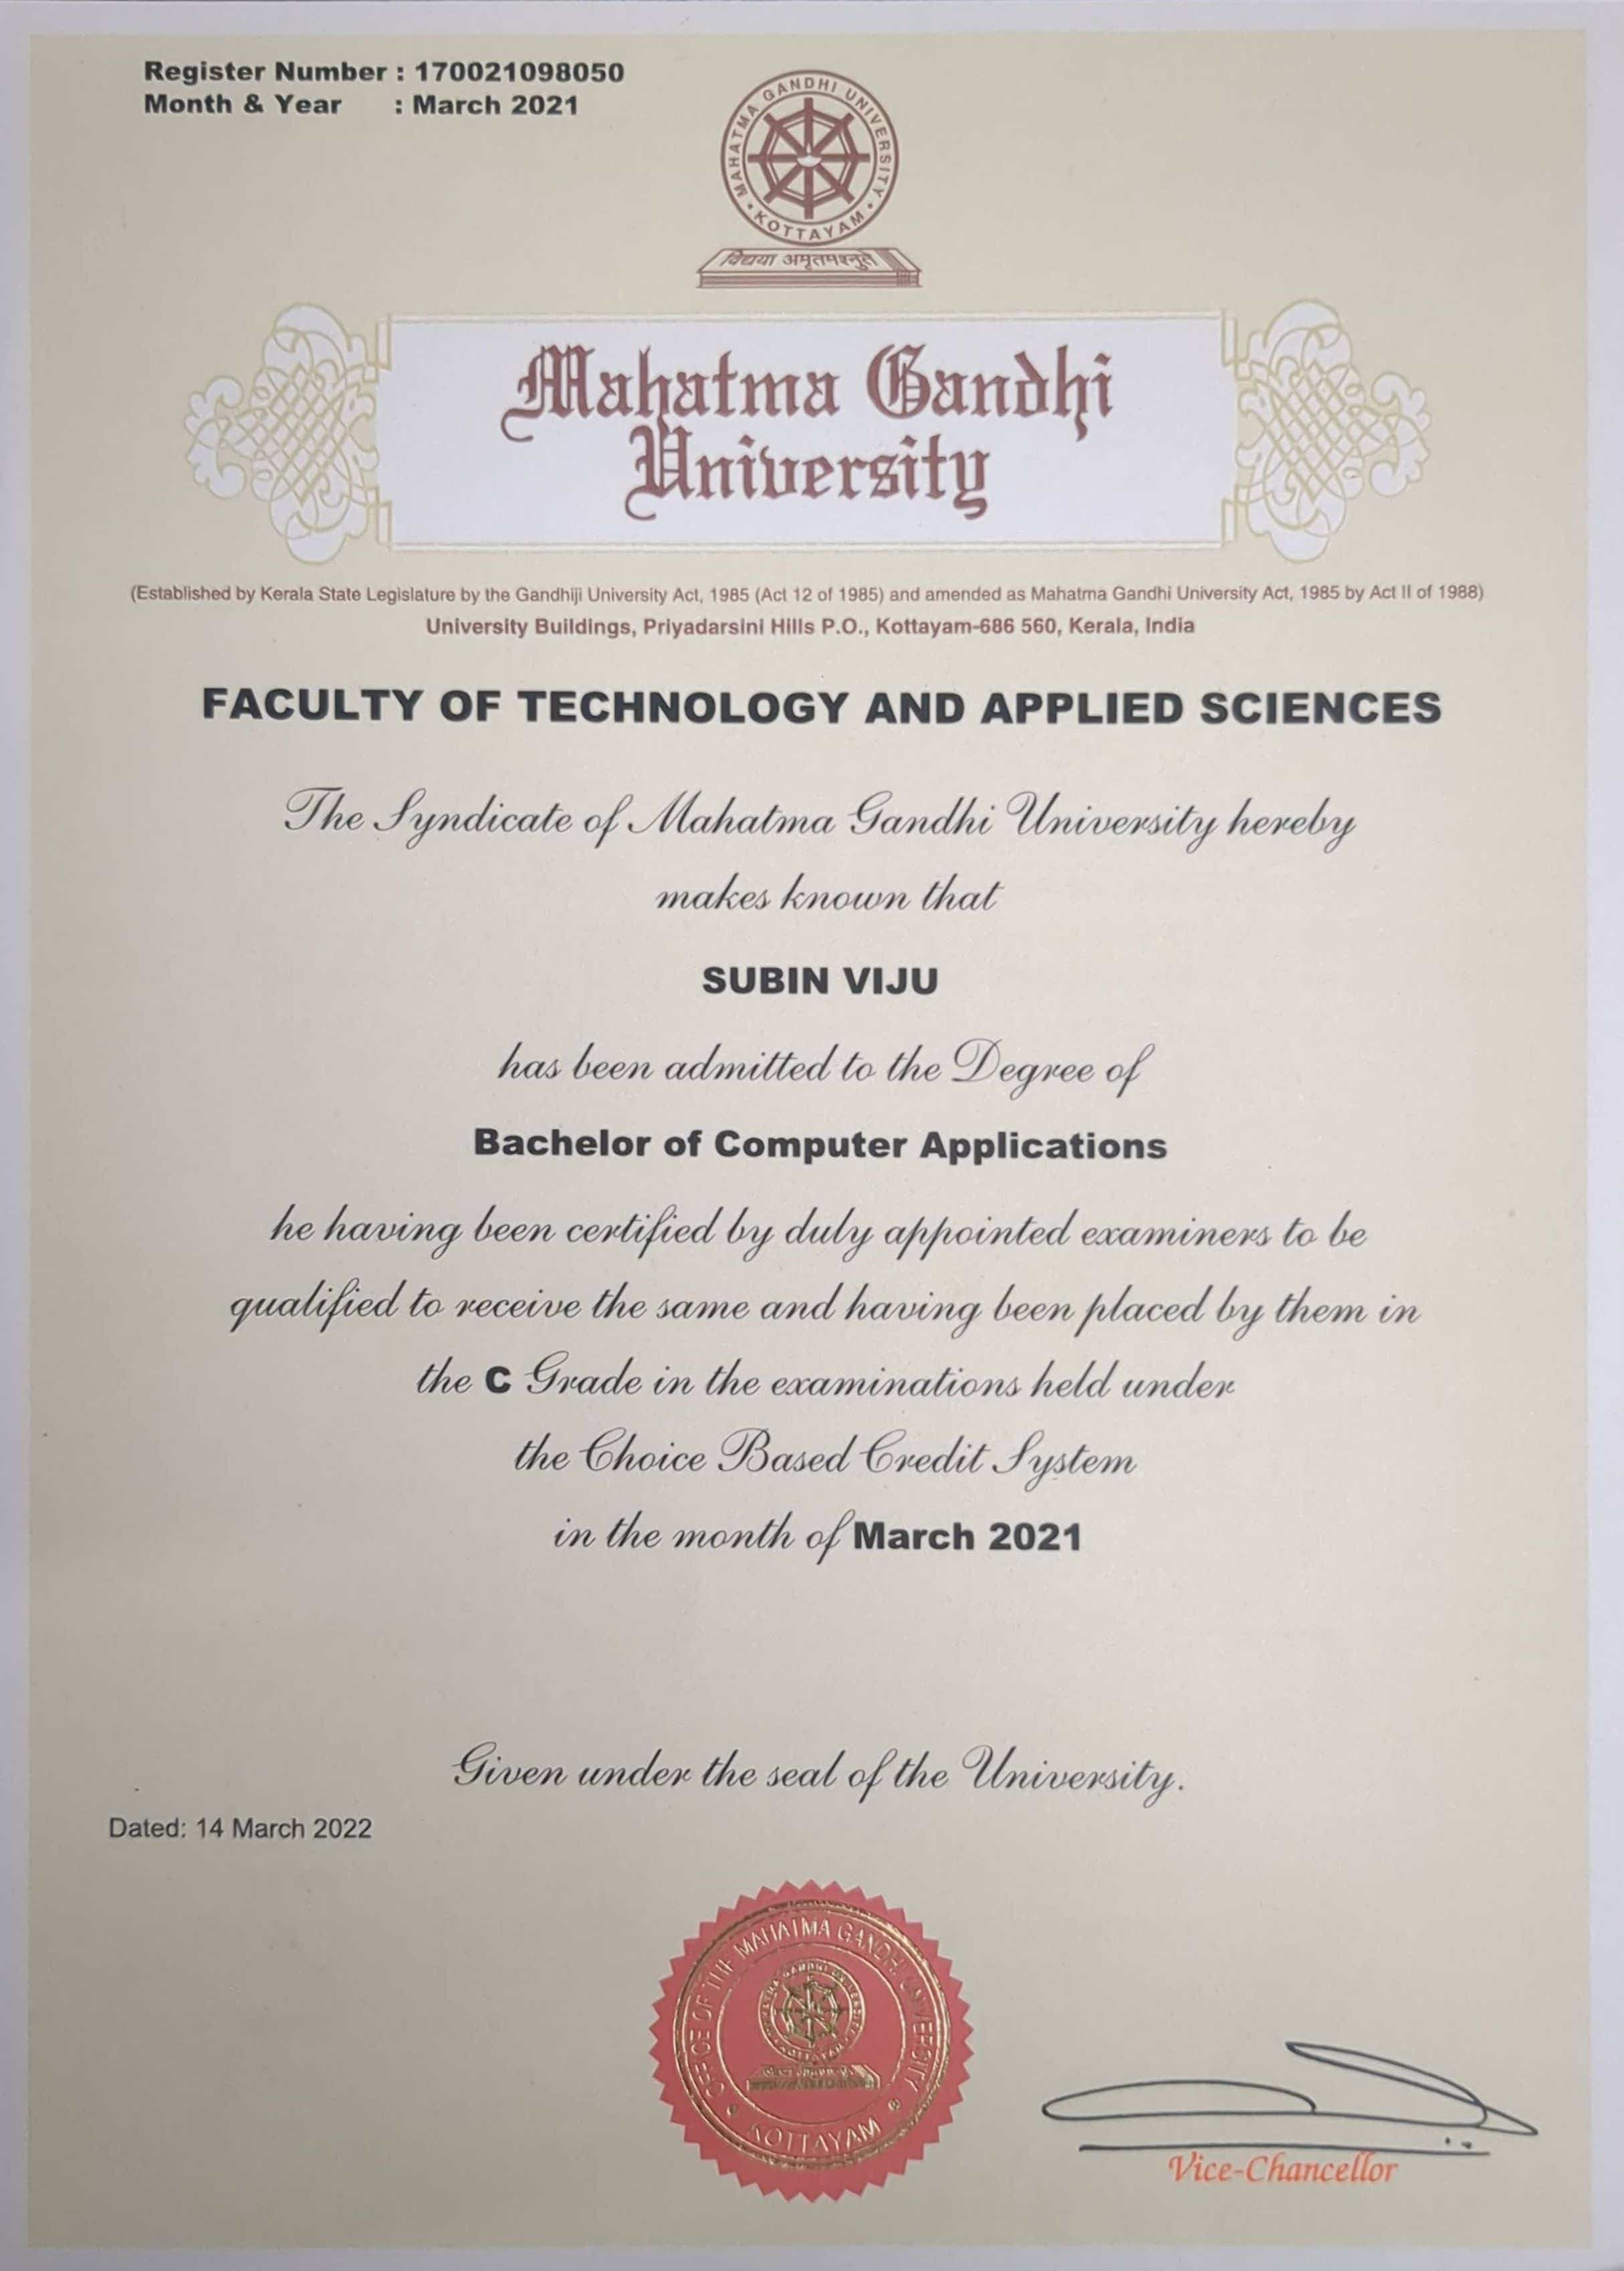 Register Number : 170021098050
Month & Year : March 2021
MAHATMA GANDHI UNIVERSITY
KOTTAYAM
विद्यया अमृतमश्नुते
Mahatma Gandhi
University
(Established by Kerala State Legislature by the Gandhiji University Act, 1985 (Act 12 of 1985) and amended as Mahatma Gandhi University Act, 1985 by Act II of 1988)
University Buildings, Priyadarsini Hills P.O., Kottayam-686 560, Kerala, India
FACULTY OF TECHNOLOGY AND APPLIED SCIENCES
The Syndicate of Mahatma Gandhi University hereby
makes known that
SUBIN VIJU
has been admitted to the Degree of
Bachelor of Computer Applications
he having been certified by duly appointed examiners to be
qualified to receive the same and having been placed by them in
the C Grade in the examinations held under
the Choice Based Credit System
in the month of March 2021
Given under the seal of the University.
Dated: 14 March 2022
OFFICE OF THE MAHATMA GANDHI UNIVERSITY
KOTTAYAM
Vice-Chancellor